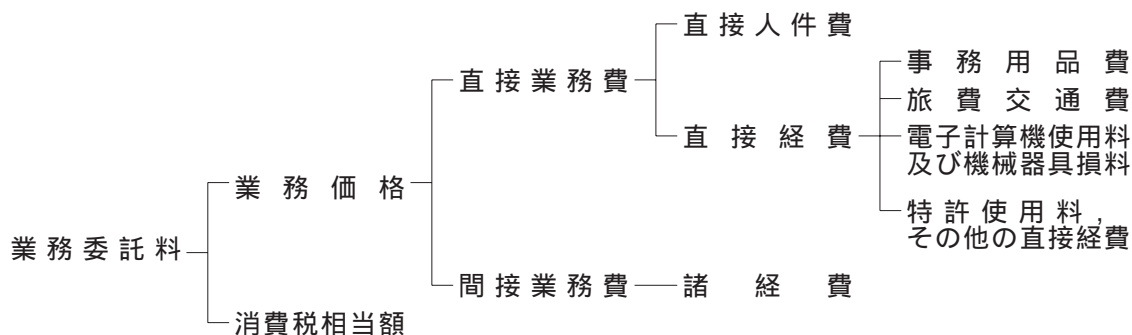 直接人件費
事務用品費
直接業務費
旅費交通費
直接経費
電子計算機使用料
及び機械器具損料
業務価格
特許使用料,
その他の直接経費
業務委託料
間接業務費
諸経費
消費税相当額